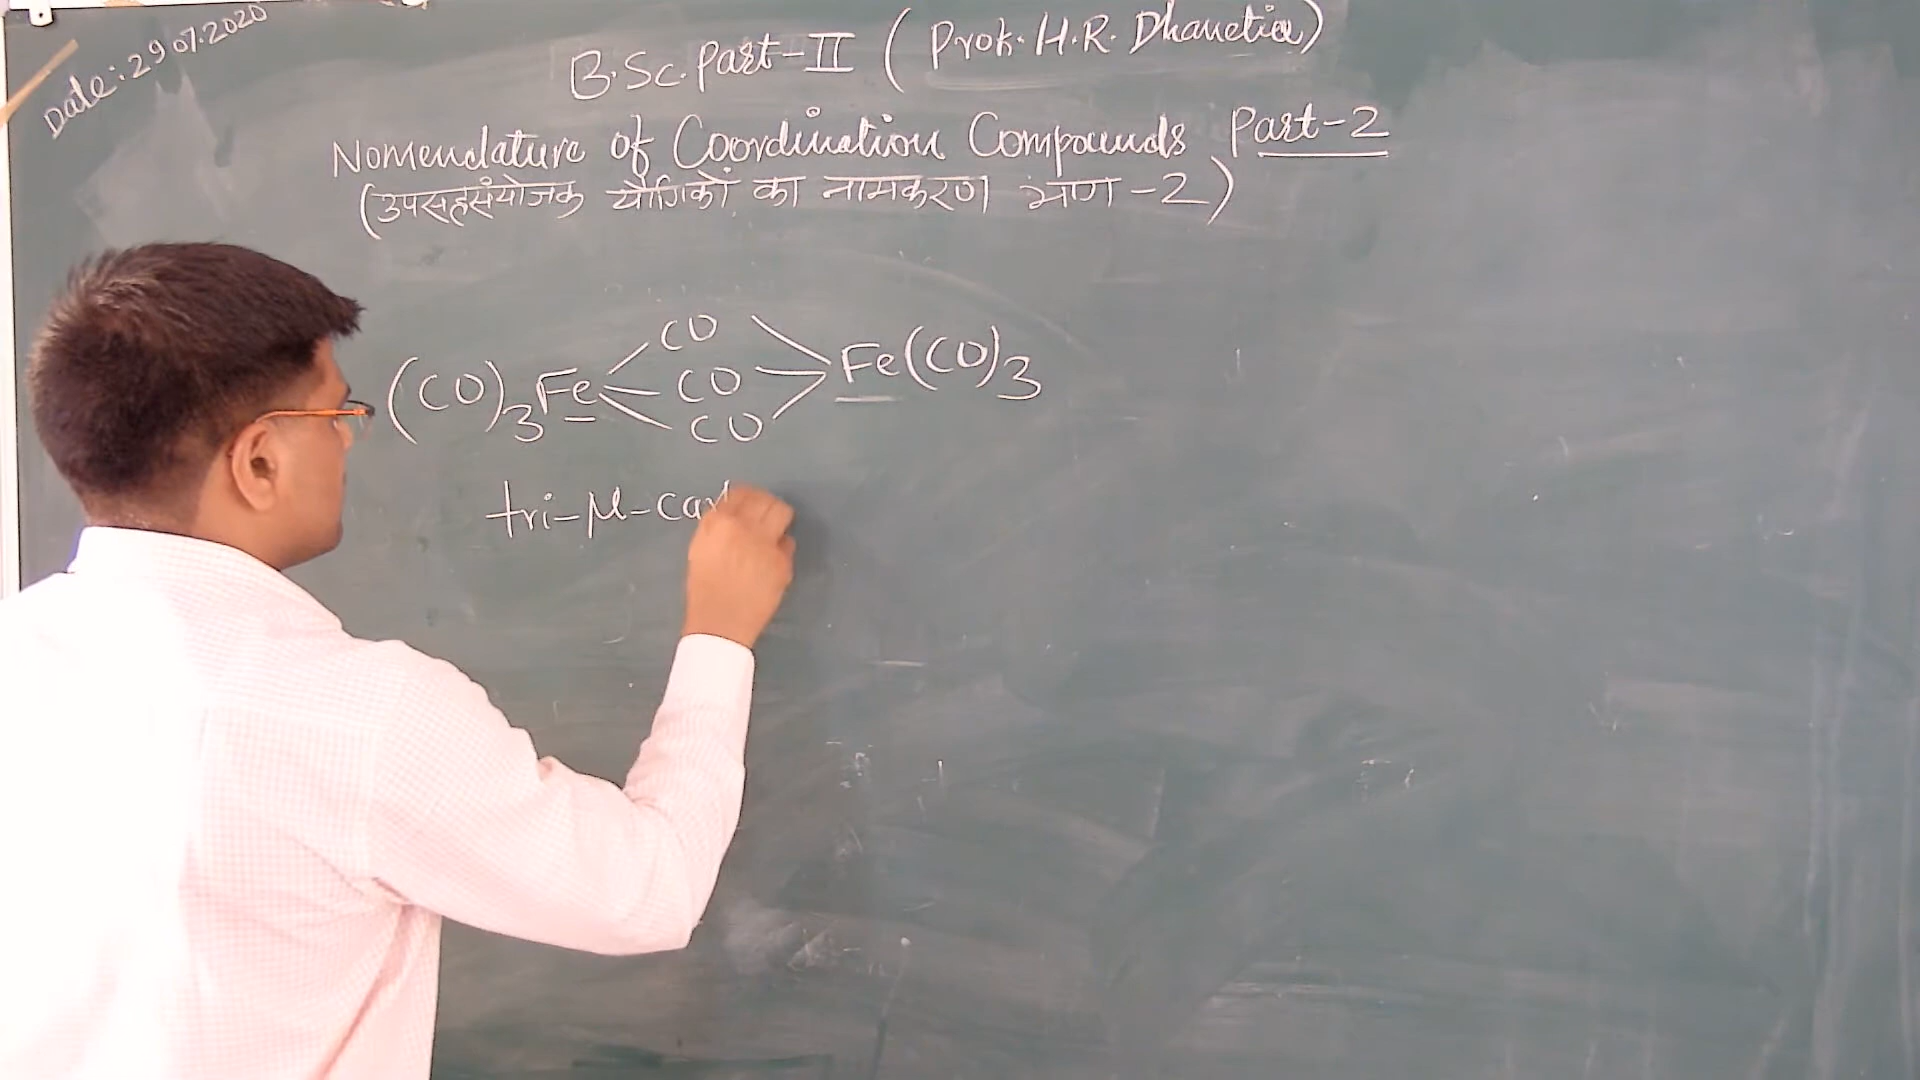 Date: 29 07.2020
B.Sc. Part-II ( Prof. H.R. Dhanetia)
Nomenclature of Coordination Compounds Part-2
(उपसहसंयोजक यौगिकों का नामकरण भाग -2)
(CO)3Fe CO CO CO Fe(CO)3
tri-μ-car